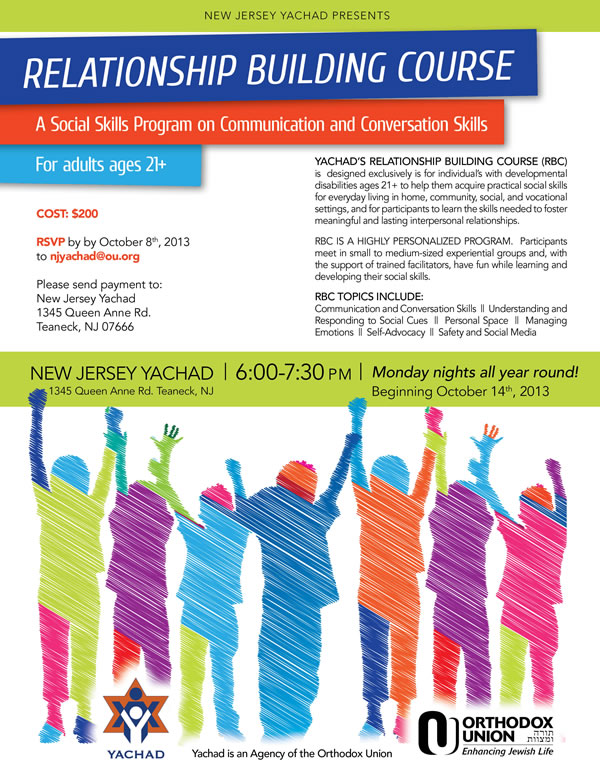 NEW JERSEY YACHAD PRESENTS
RELATIONSHIP BUILDING COURSE
A Social Skills Program on Communication and Conversation Skills
For adults ages 21+
COST: $200
RSVP by by October 8th, 2013
to njyachad@ou.org
Please send payment to:
New Jersey Yachad
1345 Queen Anne Rd.
Teaneck, NJ 07666
YACHAD'S RELATIONSHIP BUILDING COURSE (RBC)
is designed exclusively is for individual's with developmental
disabilities ages 21+ to help them acquire practical social skills
for everyday living in home, community, social, and vocational
settings, and for participants to learn the skills needed to foster
meaningful and lasting interpersonal relationships.
RBC IS A HIGHLY PERSONALIZED PROGRAM. Participants
meet in small to medium-sized experiential groups and, with
the support of trained facilitators, have fun while learning and
developing their social skills.
RBC TOPICS INCLUDE:
Communication and Conversation Skills || Understanding and
Responding to Social Cues || Personal Space || Managing
Emotions || Self-Advocacy || Safety and Social Media
NEW JERSEY YACHAD | 6:00-7:30 PM | Monday nights all year round!
1345 Queen Anne Rd. Teaneck, NJ
Beginning October 14th, 2013
YACHAD
Yachad is an Agency of the Orthodox Union
ORTHODOX
UNION תורה
ומצוות
Enhancing Jewish Life